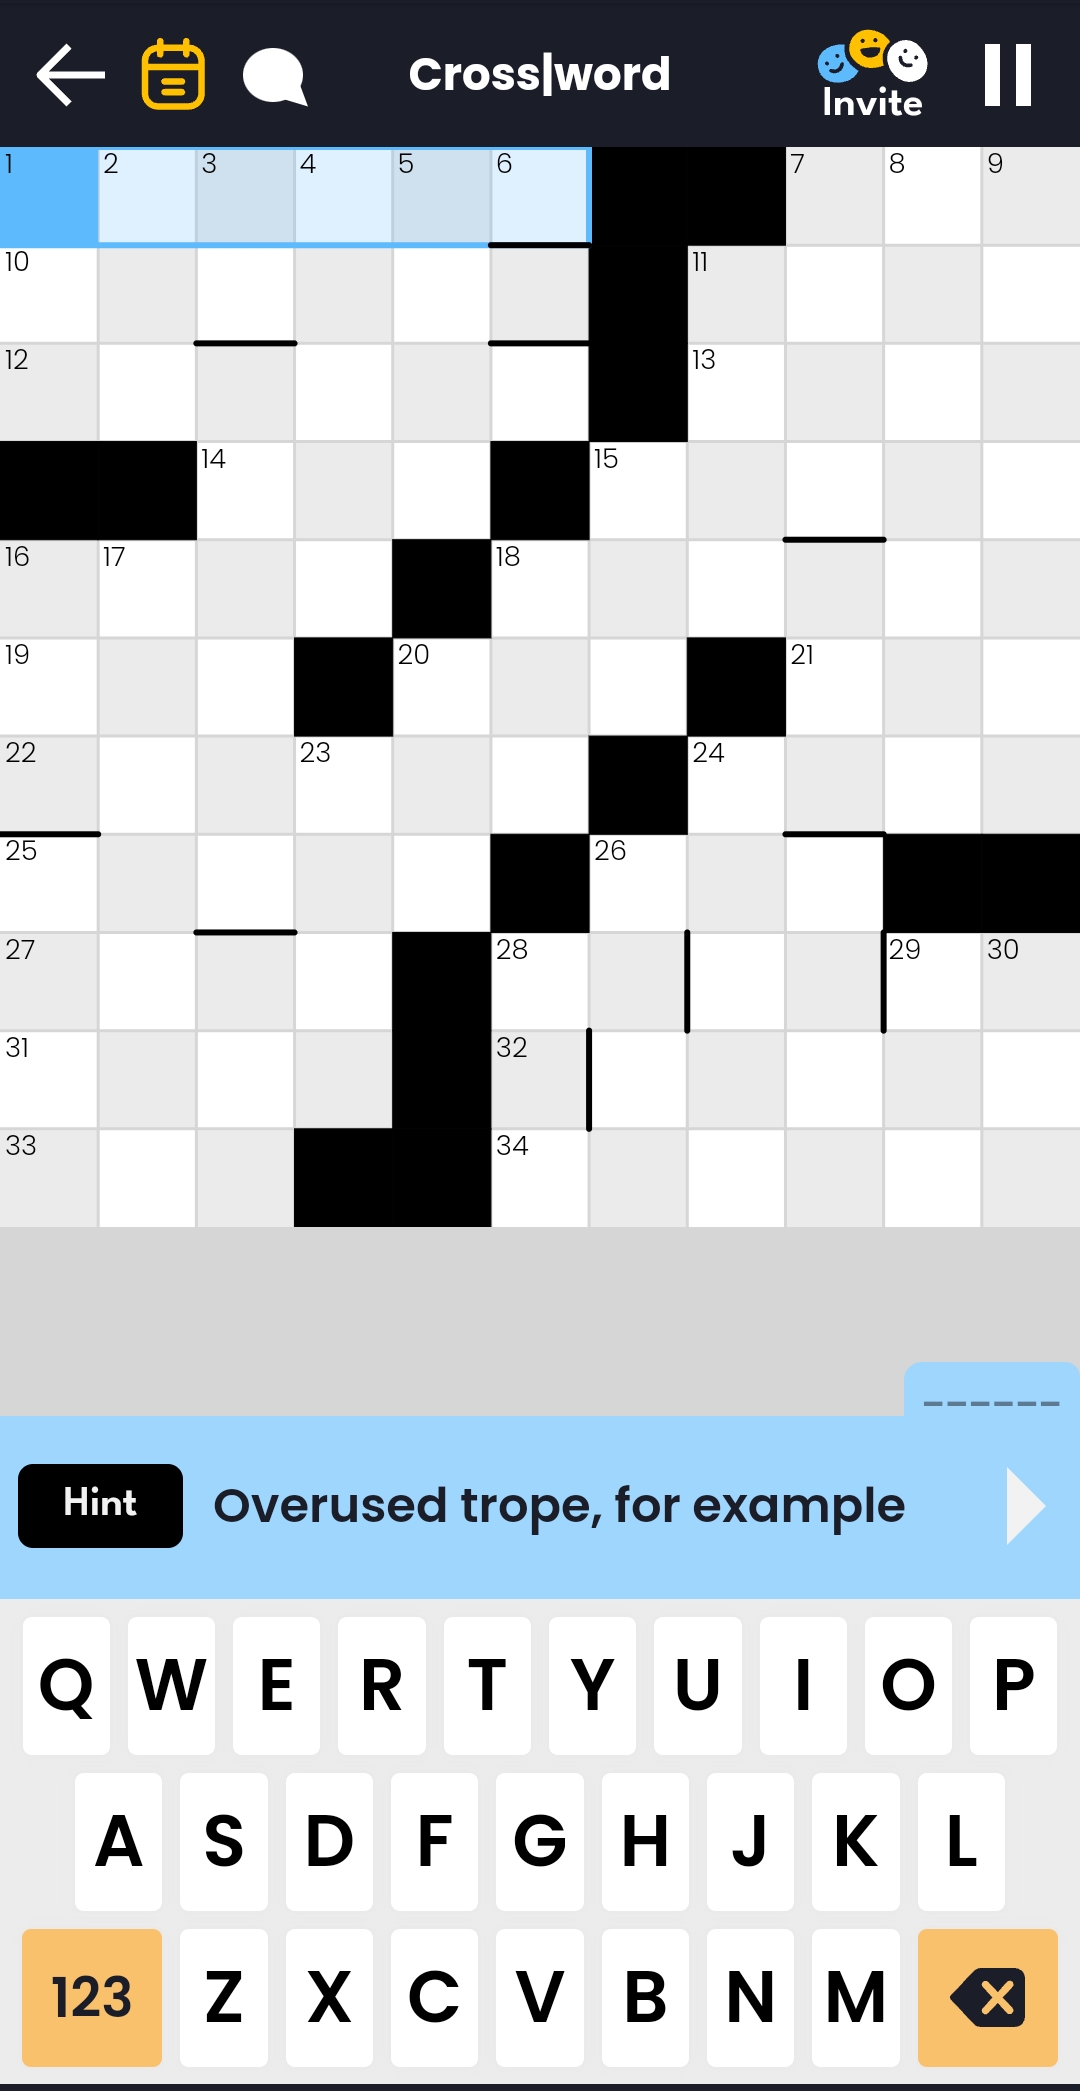 Cross|word
Invite
1 2 3 4 5 6 7 8 9
10 11
12 13
14 15
16 17 18
19 20 21
22 23 24
25 26
27 28 29 30
31 32
33 34
______
Hint Overused trope, for example
Q W E R T Y U I O P
A S D F G H J K L
123 Z X C V B N M